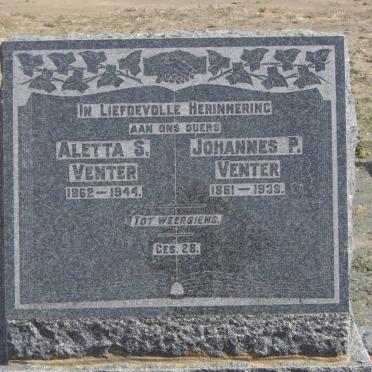 In Liefdevolle Herinnering
aan ons ouers
Aletta S. Venter
1862 – 1944.
Johannes P. Venter
1861 – 1939.
Tot Weersiens.
Ges. 28.